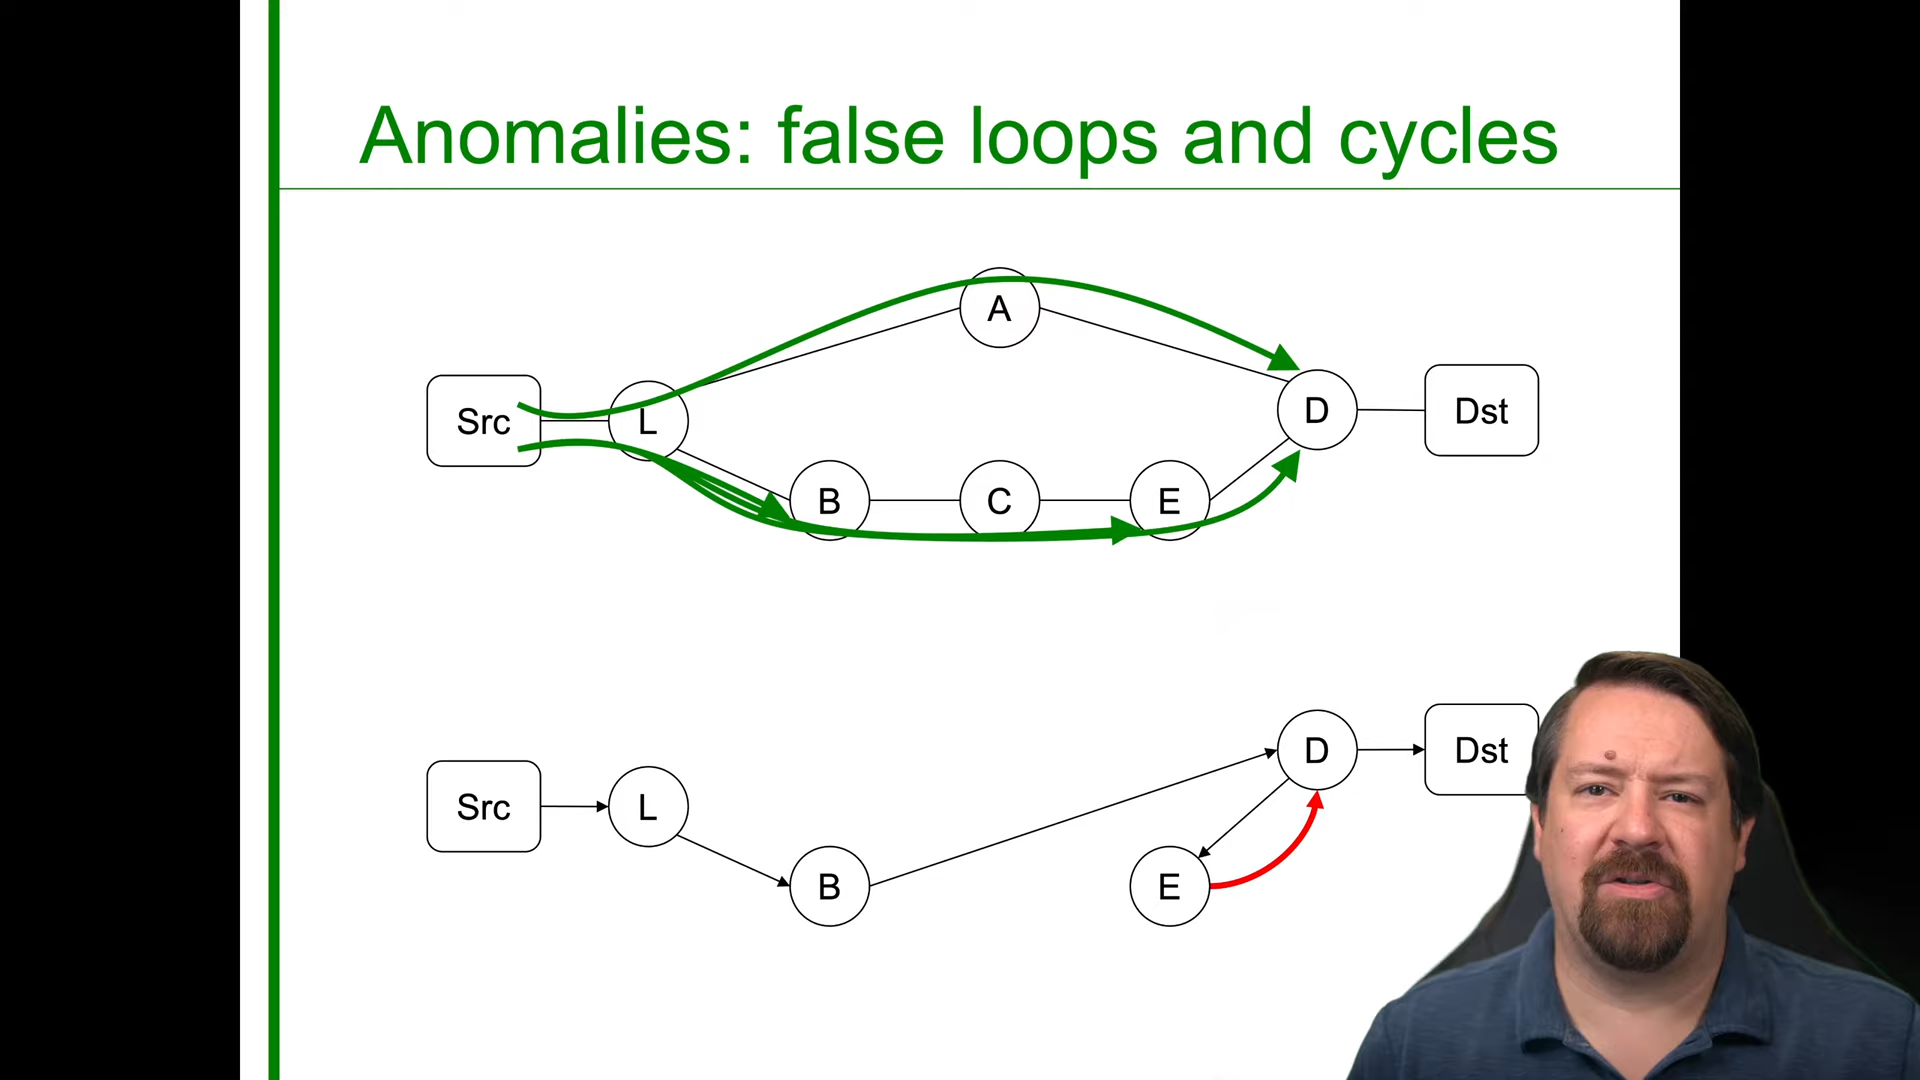 Anomalies: false loops and cycles
A
Src
L
D
Dst
B
C
E
D
Dst
Src
L
B
E